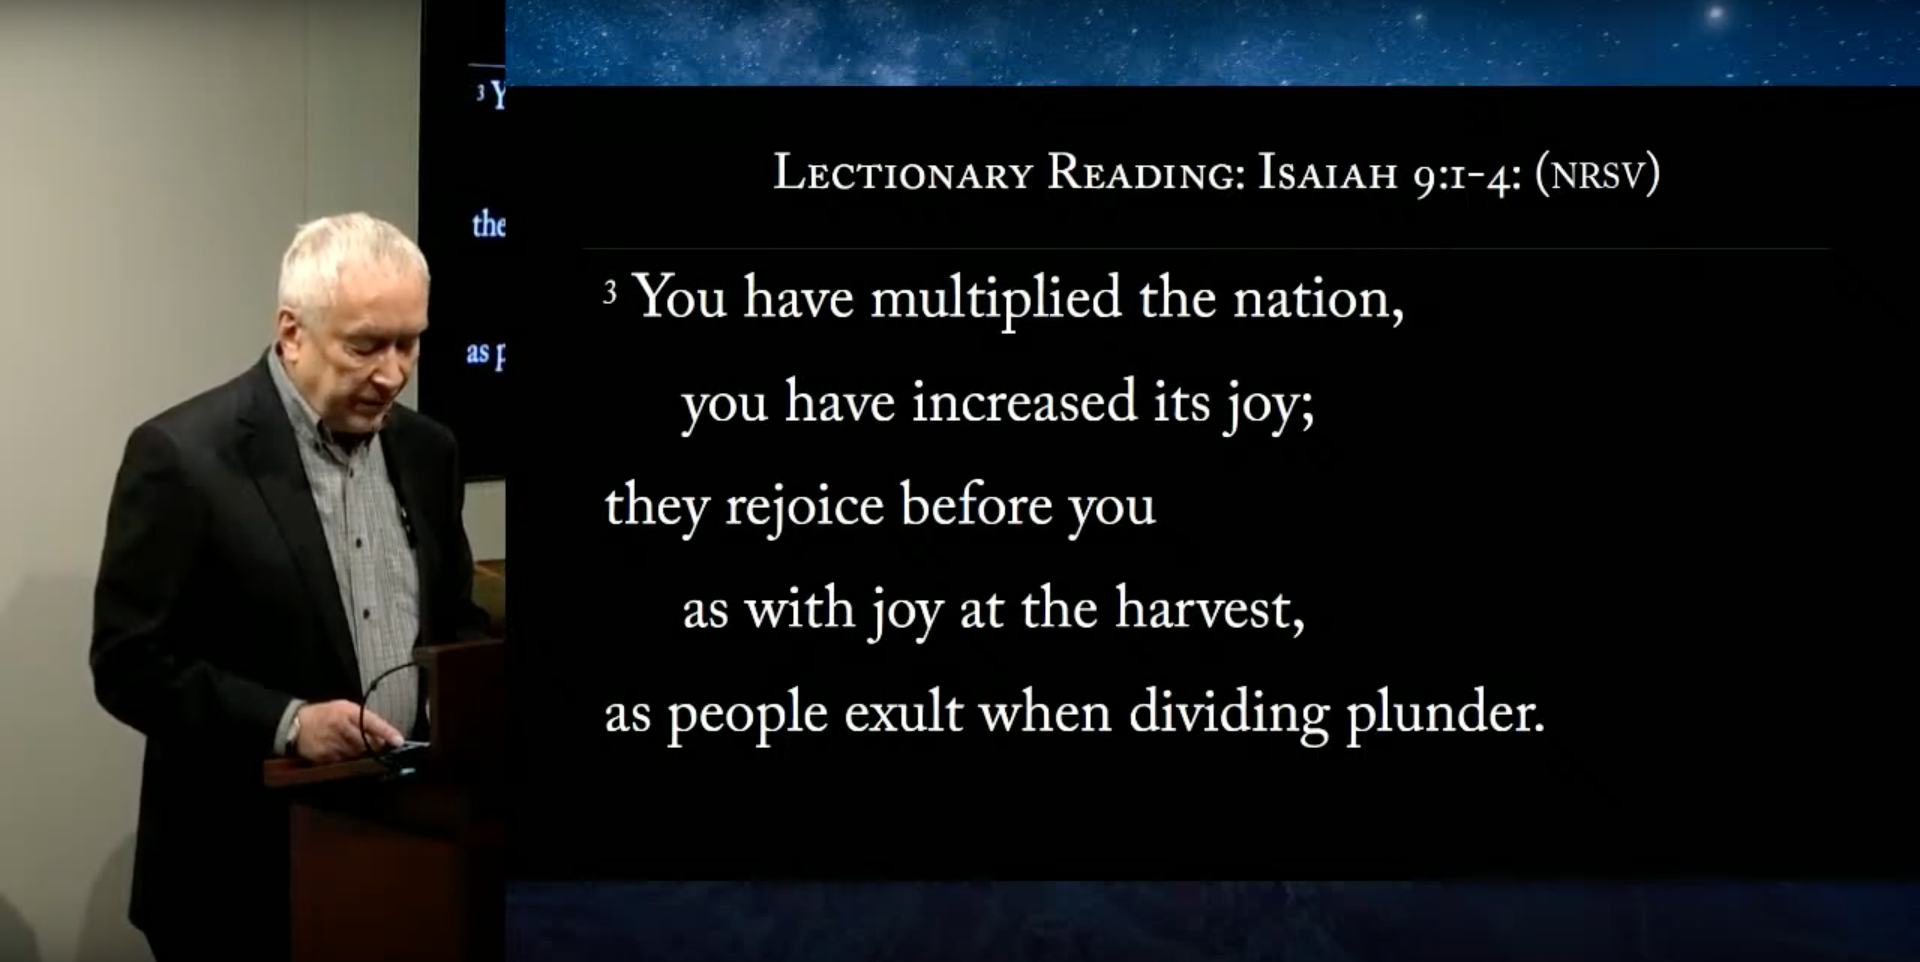 3 Y
the
as p
Lectionary Reading: Isaiah 9:1-4: (NRSV)
3 You have multiplied the nation,
you have increased its joy;
they rejoice before you
as with joy at the harvest,
as people exult when dividing plunder.